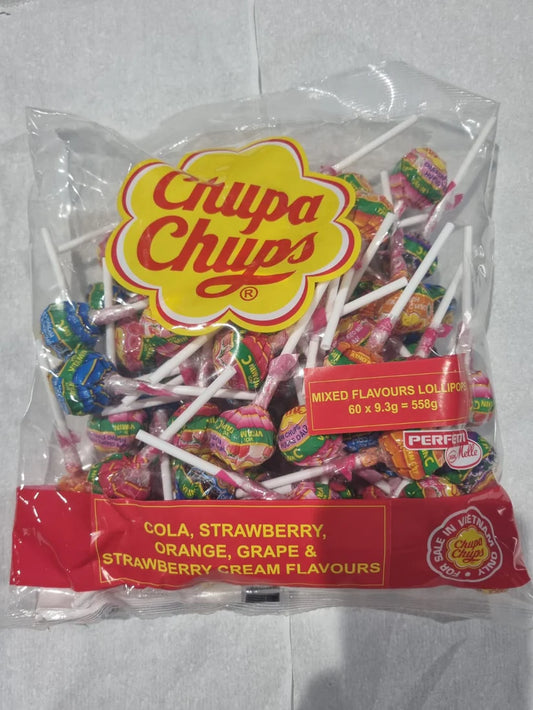 Chupa
Chups
®
MIXED FLAVOURS LOLLIPOPS
60 x 9.3g = 558g
PERFETTI
van Melle
COLA, STRAWBERRY,
ORANGE, GRAPE &
STRAWBERRY CREAM FLAVOURS
FOR SALE IN VIETNAM ONLY
Chupa
Chups